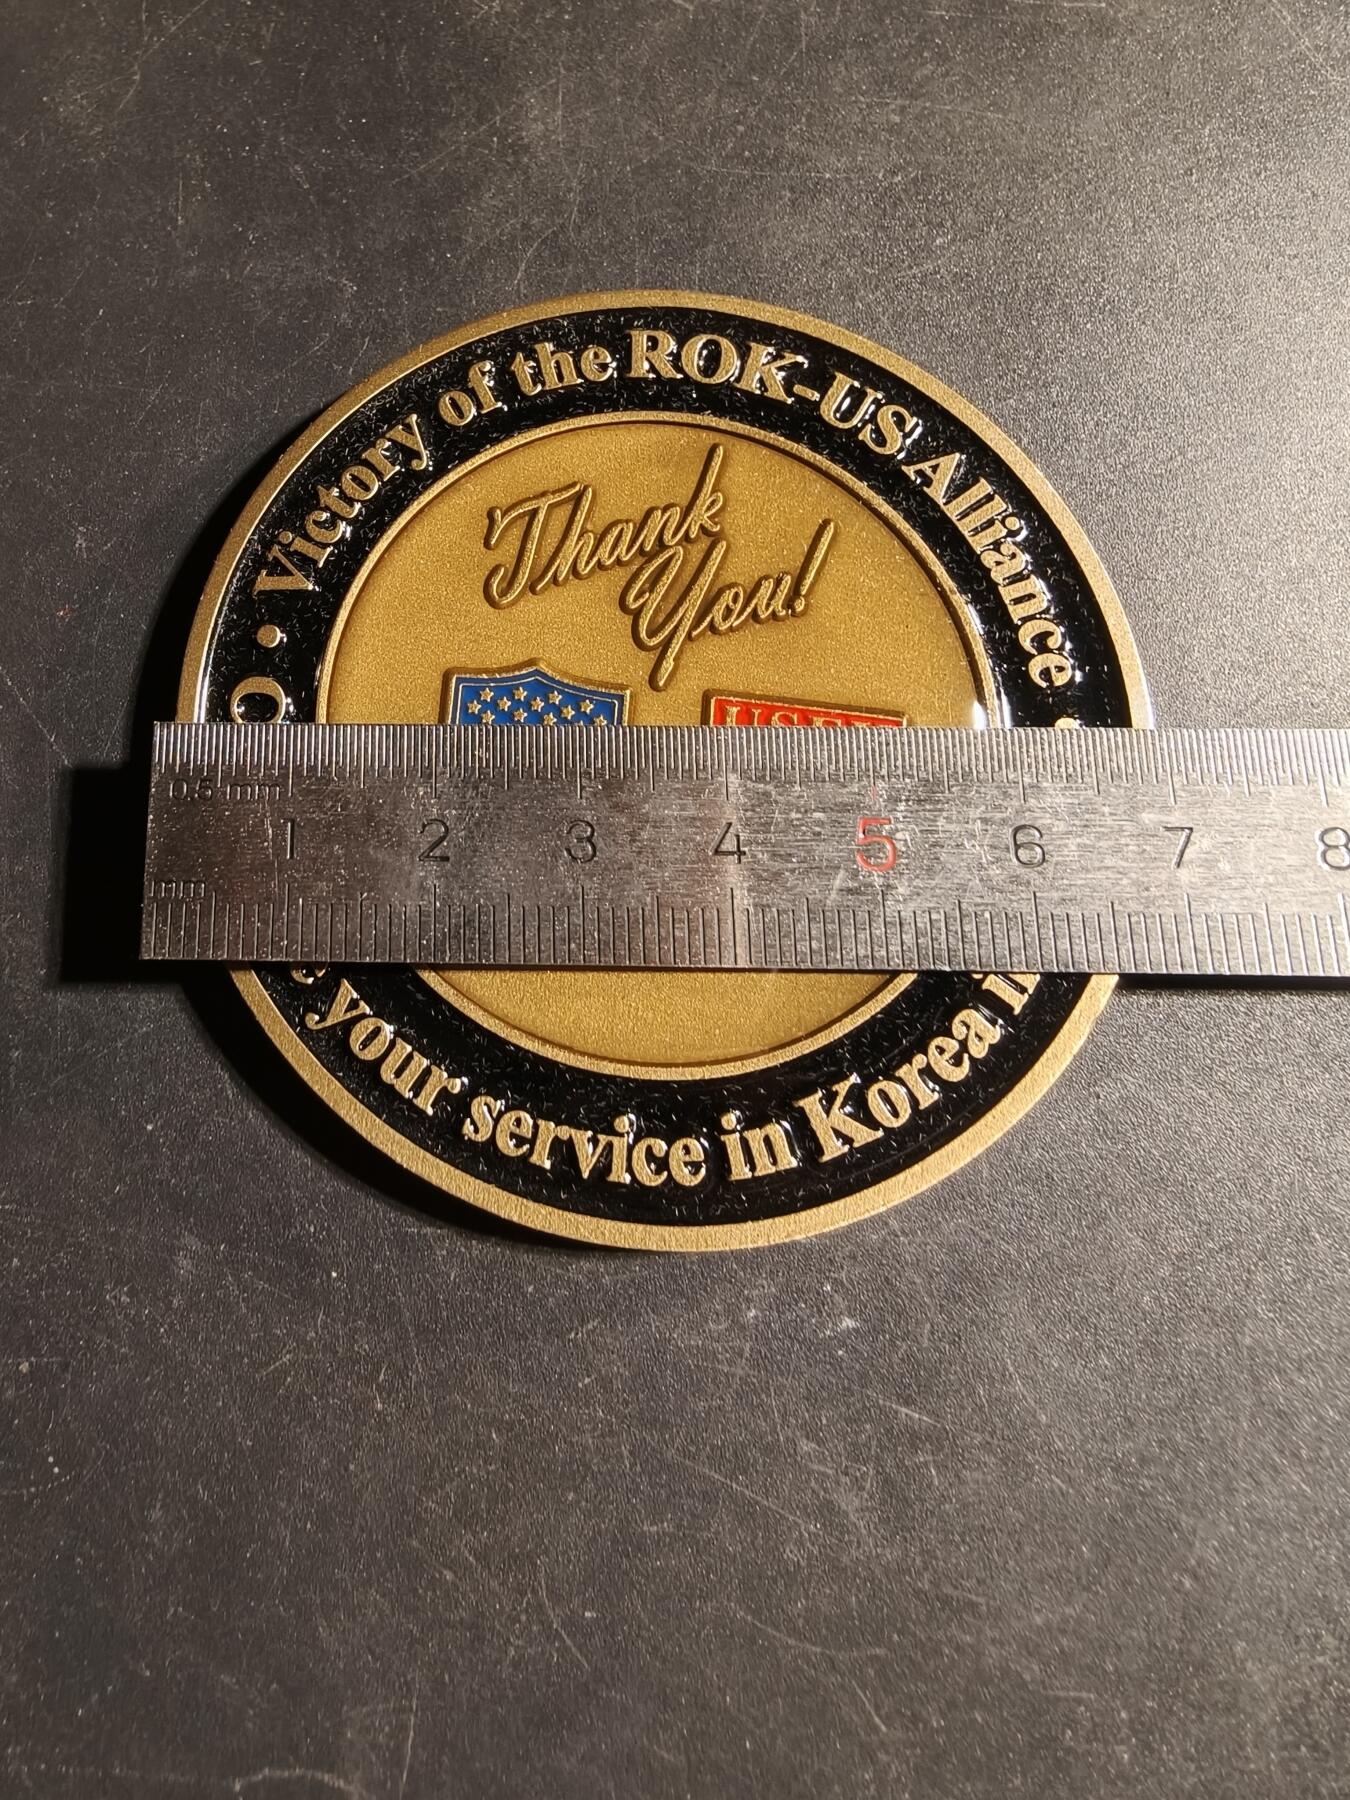 O • Victory of the ROK-US Alliance •
Thank
You!
0.5 mm
1 2 3 4 5 6 7 8
mm
your service in Korea